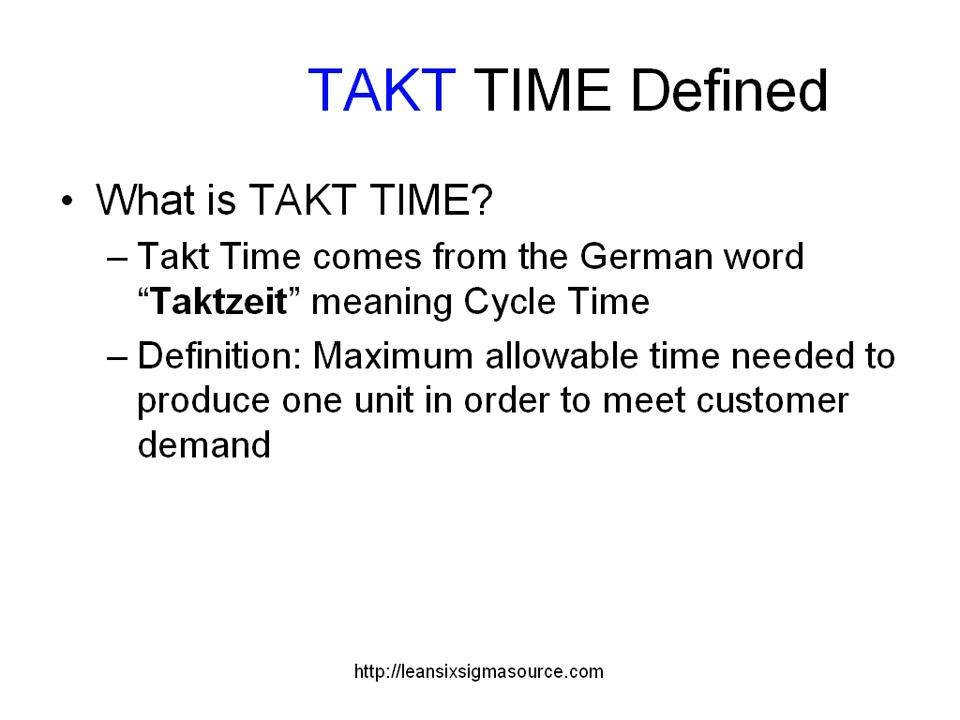 TAKT TIME Defined
• What is TAKT TIME?
– Takt Time comes from the German word
“Taktzeit” meaning Cycle Time
– Definition: Maximum allowable time needed to
produce one unit in order to meet customer
demand
http://leansixsigmasource.com